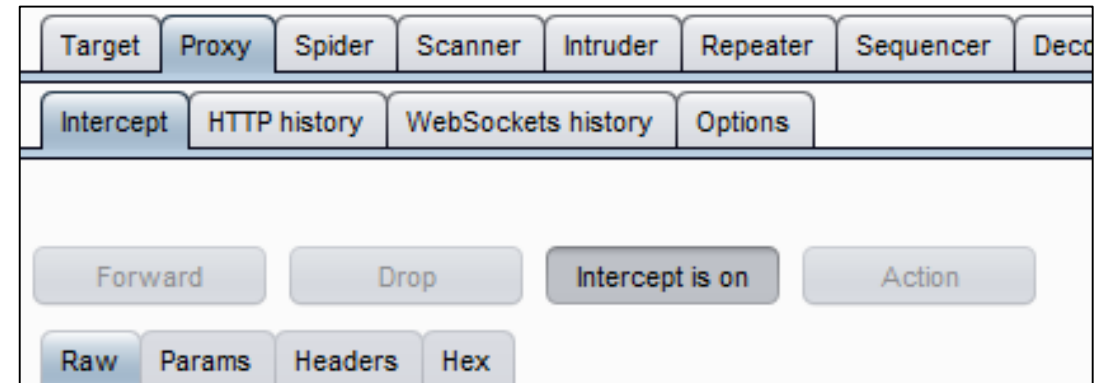 Target Proxy Spider Scanner Intruder Repeater Sequencer Deco
Intercept HTTP history WebSockets history Options
Forward Drop Intercept is on Action
Raw Params Headers Hex